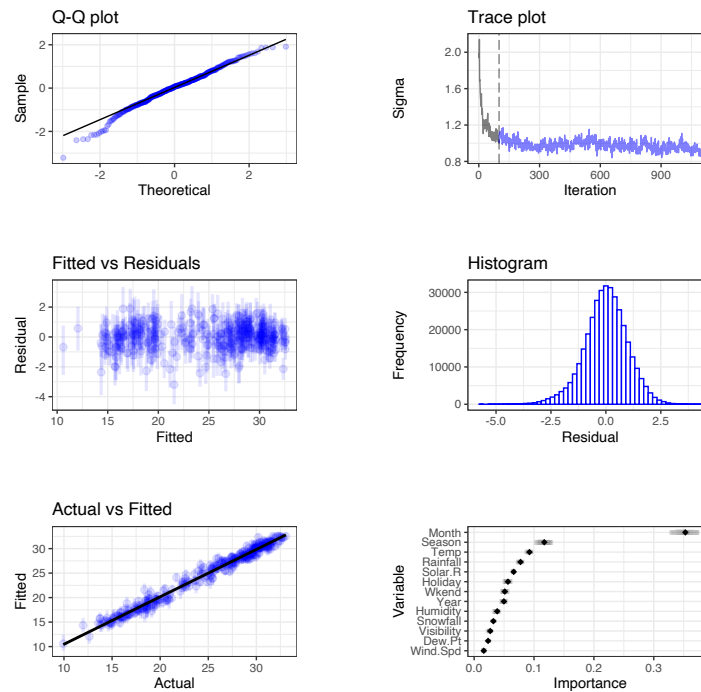 Q-Q plot
Sample
2
0
-2
-2
0
2
Theoretical
Trace plot
Sigma
2.0
1.6
1.2
0.8
0
300
600
900
Iteration
Fitted vs Residuals
Residual
2
0
-2
-4
10
15
20
25
30
Fitted
Histogram
Frequency
30000
20000
10000
0
-5.0
-2.5
0.0
2.5
Residual
Actual vs Fitted
Fitted
30
25
20
15
10
10
15
20
25
30
Actual
Variable
Month
Season
Temp
Rainfall
Solar.R
Holiday
Wkend
Year
Humidity
Snowfall
Visibility
Dew.Pt
Wind.Spd
0.0
0.1
0.2
0.3
Importance